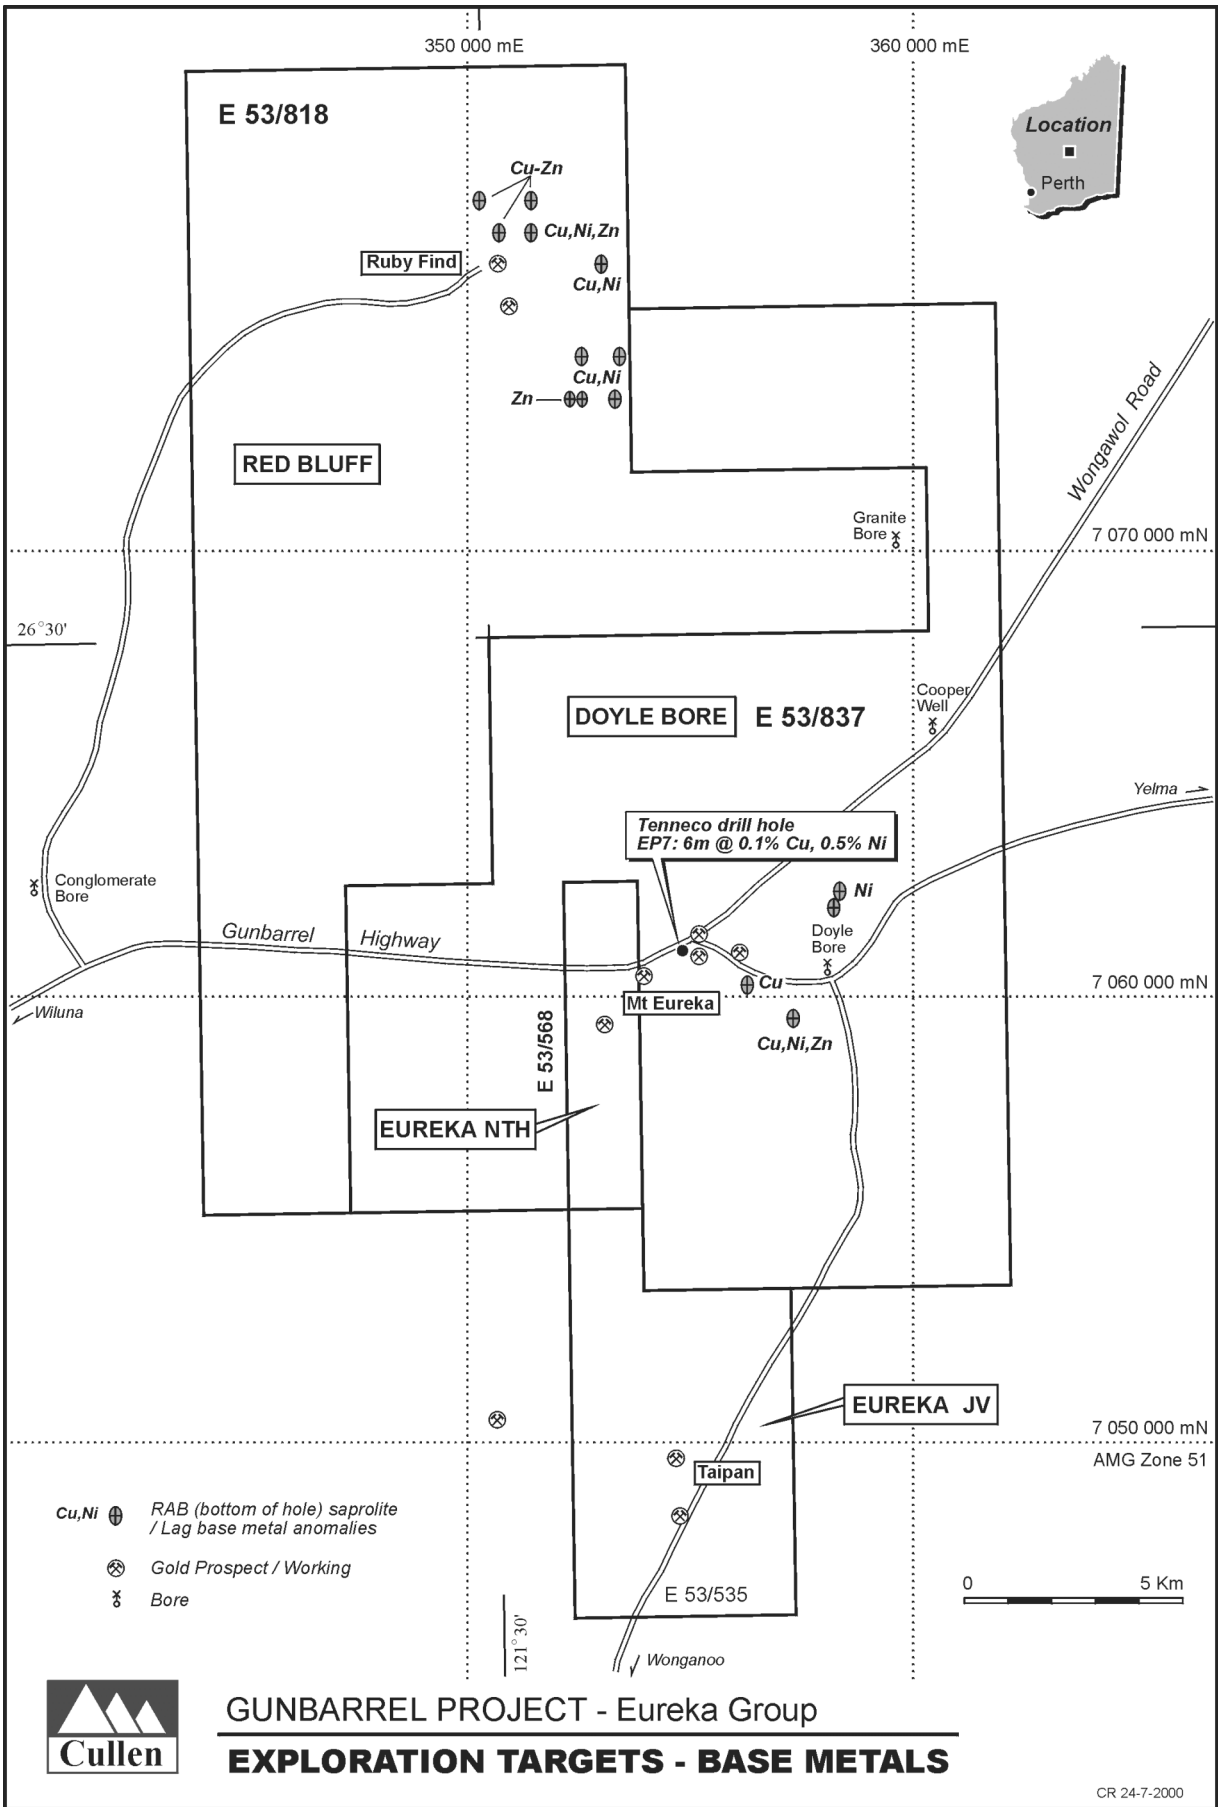 350 000 mE
360 000 mE
E 53/818
Location
Perth
Cu-Zn
Cu,Ni,Zn
Ruby Find
Cu,Ni
Cu,Ni
Zn
Wongawol Road
RED BLUFF
Granite
Bore
7 070 000 mN
26°30'
Cooper
Well
DOYLE BORE
E 53/837
Yelma
Tenneco drill hole
EP7: 6m @ 0.1% Cu, 0.5% Ni
Conglomerate
Bore
Ni
Gunbarrel Highway
Doyle
Bore
Cu
7 060 000 mN
Mt Eureka
Wiluna
E 53/568
Cu,Ni,Zn
EUREKA NTH
EUREKA JV
7 050 000 mN
AMG Zone 51
Taipan
Cu,Ni
RAB (bottom of hole) saprolite
/ Lag base metal anomalies
Gold Prospect / Working
Bore
0 5 Km
E 53/535
121°30'
Wonganoo
Cullen
GUNBARREL PROJECT - Eureka Group
EXPLORATION TARGETS - BASE METALS
CR 24-7-2000